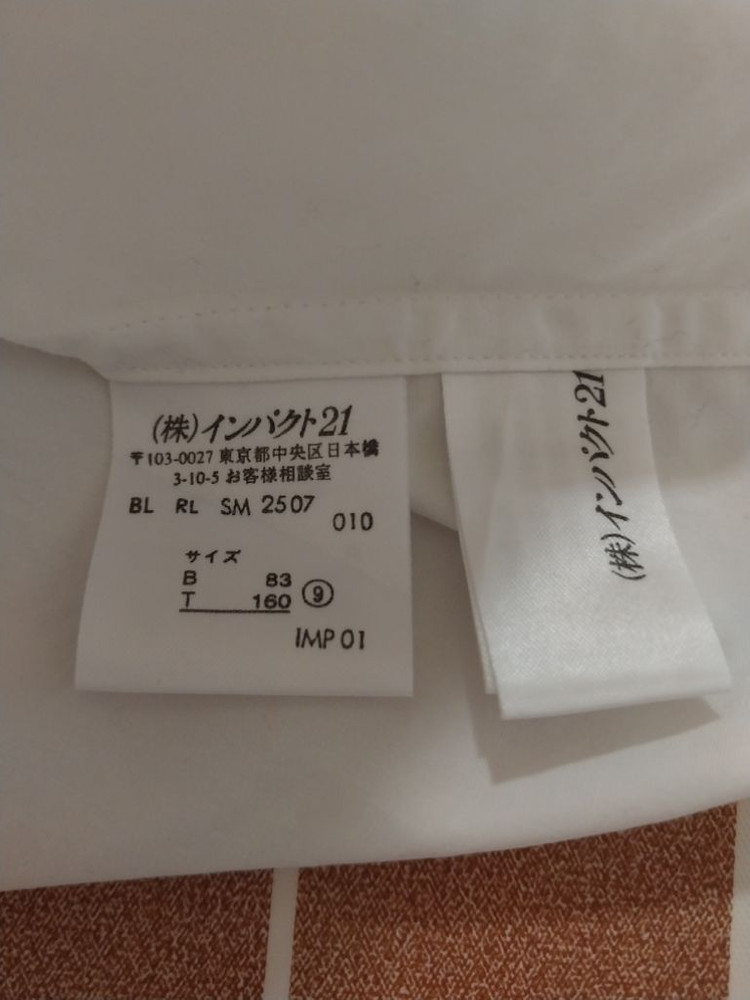 (株)インパクト21
〒103-0027 東京都中央区日本橋
3-10-5 お客様相談室
BL RL SM 2507
010
サイズ
B 83
T 160 ⑨
IMP 01
(株)インパクト21